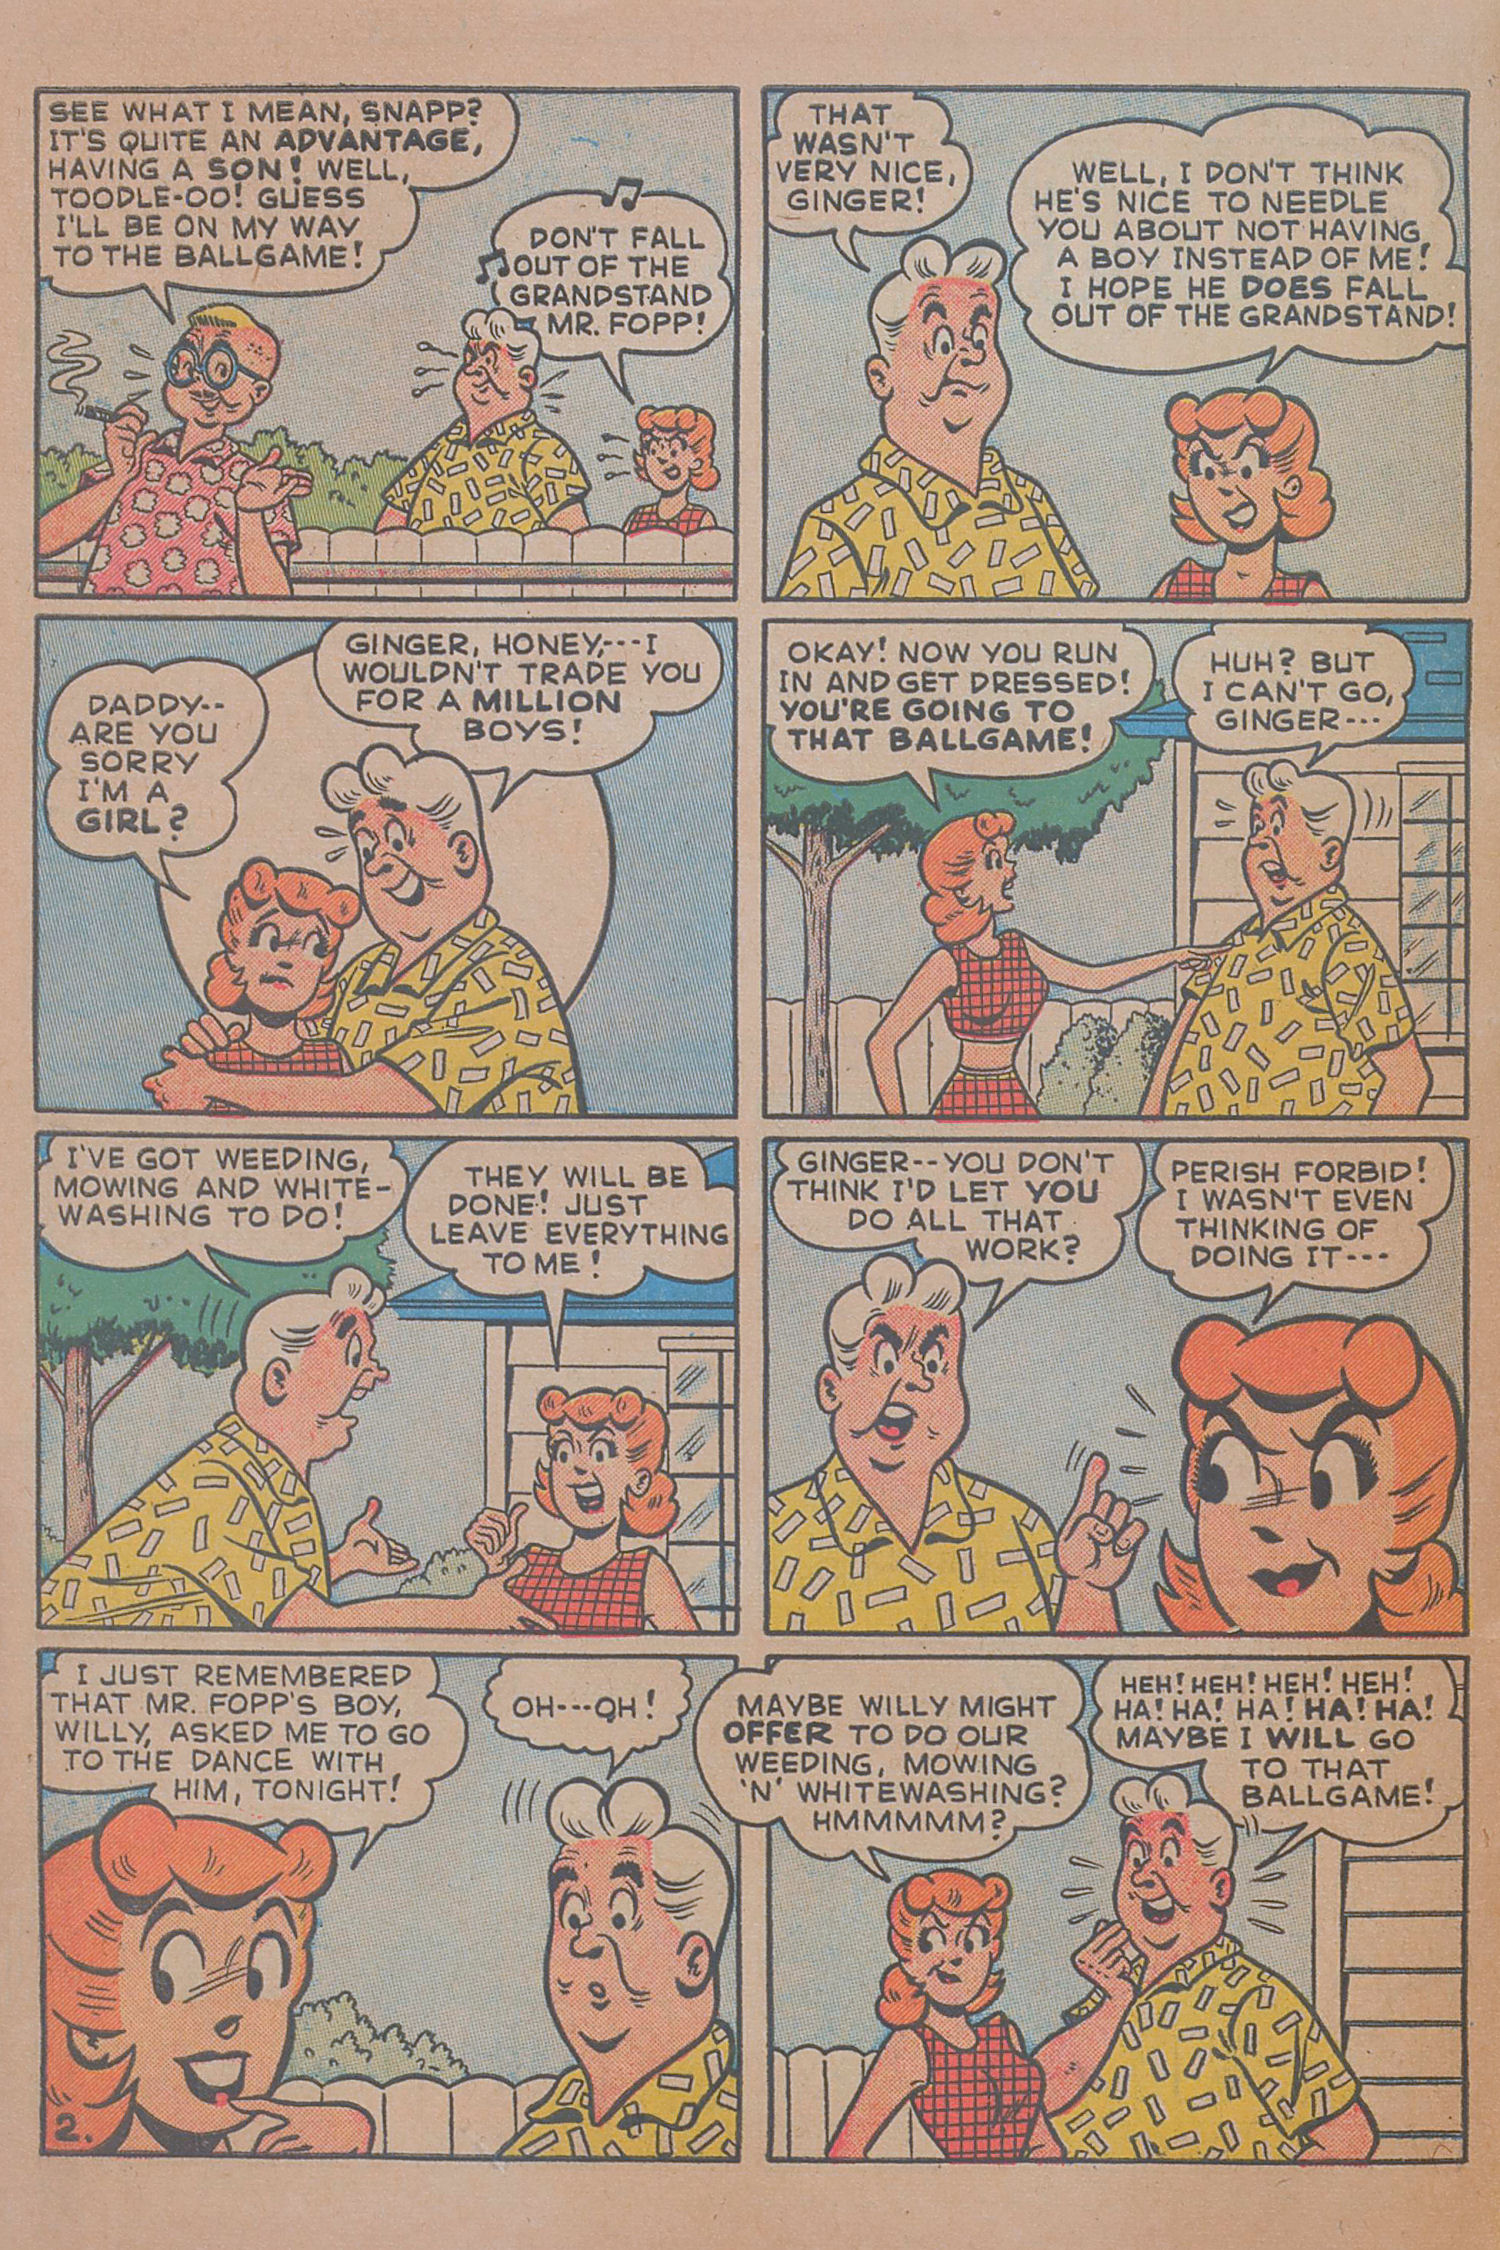 SEE WHAT I MEAN, SNAPP?
IT'S QUITE AN ADVANTAGE,
HAVING A SON! WELL,
TOODLE-OO! GUESS
I'LL BE ON MY WAY
TO THE BALLGAME!
DON'T FALL
OUT OF THE
GRANDSTAND
MR. FOPP!
THAT
WASN'T
VERY NICE,
GINGER!
WELL, I DON'T THINK
HE'S NICE TO NEEDLE
YOU ABOUT NOT HAVING
A BOY INSTEAD OF ME!
I HOPE HE DOES FALL
OUT OF THE GRANDSTAND!
DADDY--
ARE YOU
SORRY
I'M A
GIRL?
GINGER, HONEY,---I
WOULDN'T TRADE YOU
FOR A MILLION
BOYS!
OKAY! NOW YOU RUN
IN AND GET DRESSED!
YOU'RE GOING TO
THAT BALLGAME!
HUH? BUT
I CAN'T GO,
GINGER---
I'VE GOT WEEDING,
MOWING AND WHITE-
WASHING TO DO!
THEY WILL BE
DONE! JUST
LEAVE EVERYTHING
TO ME!
GINGER--YOU DON'T
THINK I'D LET YOU
DO ALL THAT
WORK?
PERISH FORBID!
I WASN'T EVEN
THINKING OF
DOING IT---
I JUST REMEMBERED
THAT MR. FOPP'S BOY,
WILLY, ASKED ME TO GO
TO THE DANCE WITH
HIM, TONIGHT!
OH---OH!
2.
MAYBE WILLY MIGHT
OFFER TO DO OUR
WEEDING, MOWING
'N' WHITEWASHING?
HMMMMMM?
HEH! HEH! HEH! HEH!
HA! HA! HA! HA! HA!
MAYBE I WILL GO
TO THAT
BALLGAME!